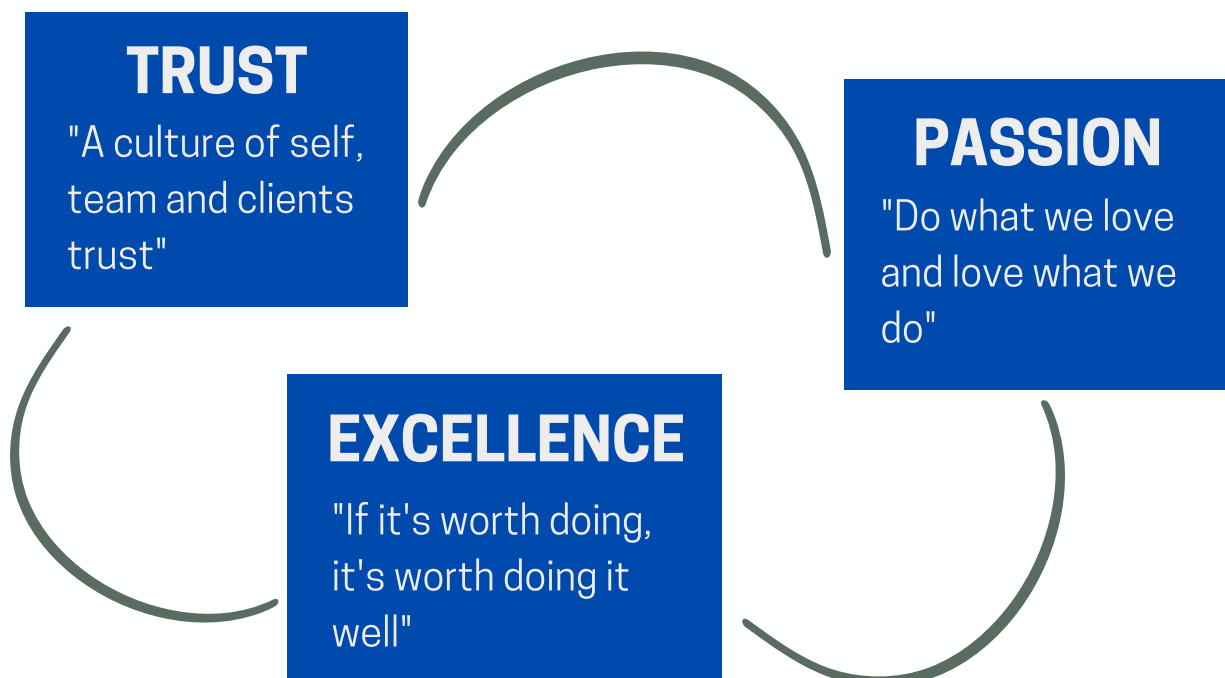 TRUST
"A culture of self,
team and clients
trust"
PASSION
"Do what we love
and love what we
do"
EXCELLENCE
"If it's worth doing,
it's worth doing it
well"